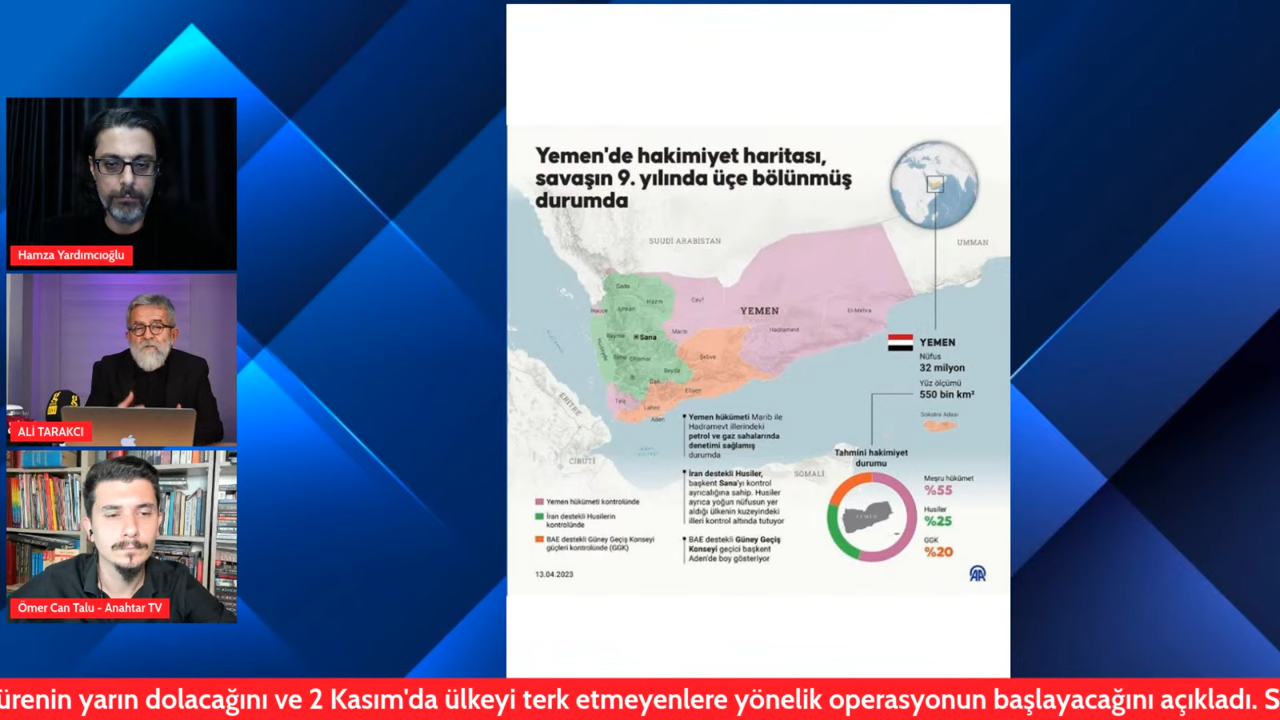 Hamza Yardımcıoğlu
ALİ TARAKCI
Ömer Can Talu - Anahtar TV
Yemen'de hakimiyet haritası,
savaşın 9. yılında üçe bölünmüş
durumda
SUUDİ ARABİSTAN
UMMAN
Sada
Hacce
Amran
Hazm
Cevf
YEMEN
El-Mehra
Sana
Marib
Hadramevt
Şebve
Beyda
Taiz
Lahec
Ebyen
Aden
ERİTRE
CİBUTİ
SOMALİ
YEMEN
Nüfus
32 milyon
Yüz ölçümü
550 bin km²
Sokotra Adası
Yemen hükümeti Marib ile
Hadramevt illerindeki
petrol ve gaz sahalarında
denetimi sağlamış
durumda
İran destekli Husiler,
başkent Sana'yı kontrol
ayrıcalığına sahip. Husiler
ayrıca yoğun nüfusun yer
aldığı ülkenin kuzeyindeki
illeri kontrol altında tutuyor
BAE destekli Güney Geçiş
Konseyi geçici başkent
Aden'de boy gösteriyor
Yemen hükümeti kontrolünde
İran destekli Husilerin
kontrolünde
BAE destekli Güney Geçiş Konseyi
güçleri kontrolünde (GGK)
13.04.2023
Tahmini hakimiyet
durumu
YEMEN
Meşru hükümet
%55
Husiler
%25
GGK
%20
AA
ürenin yarın dolacağını ve 2 Kasım'da ülkeyi terk etmeyenlere yönelik operasyonun başlayacağını açıkladı. S